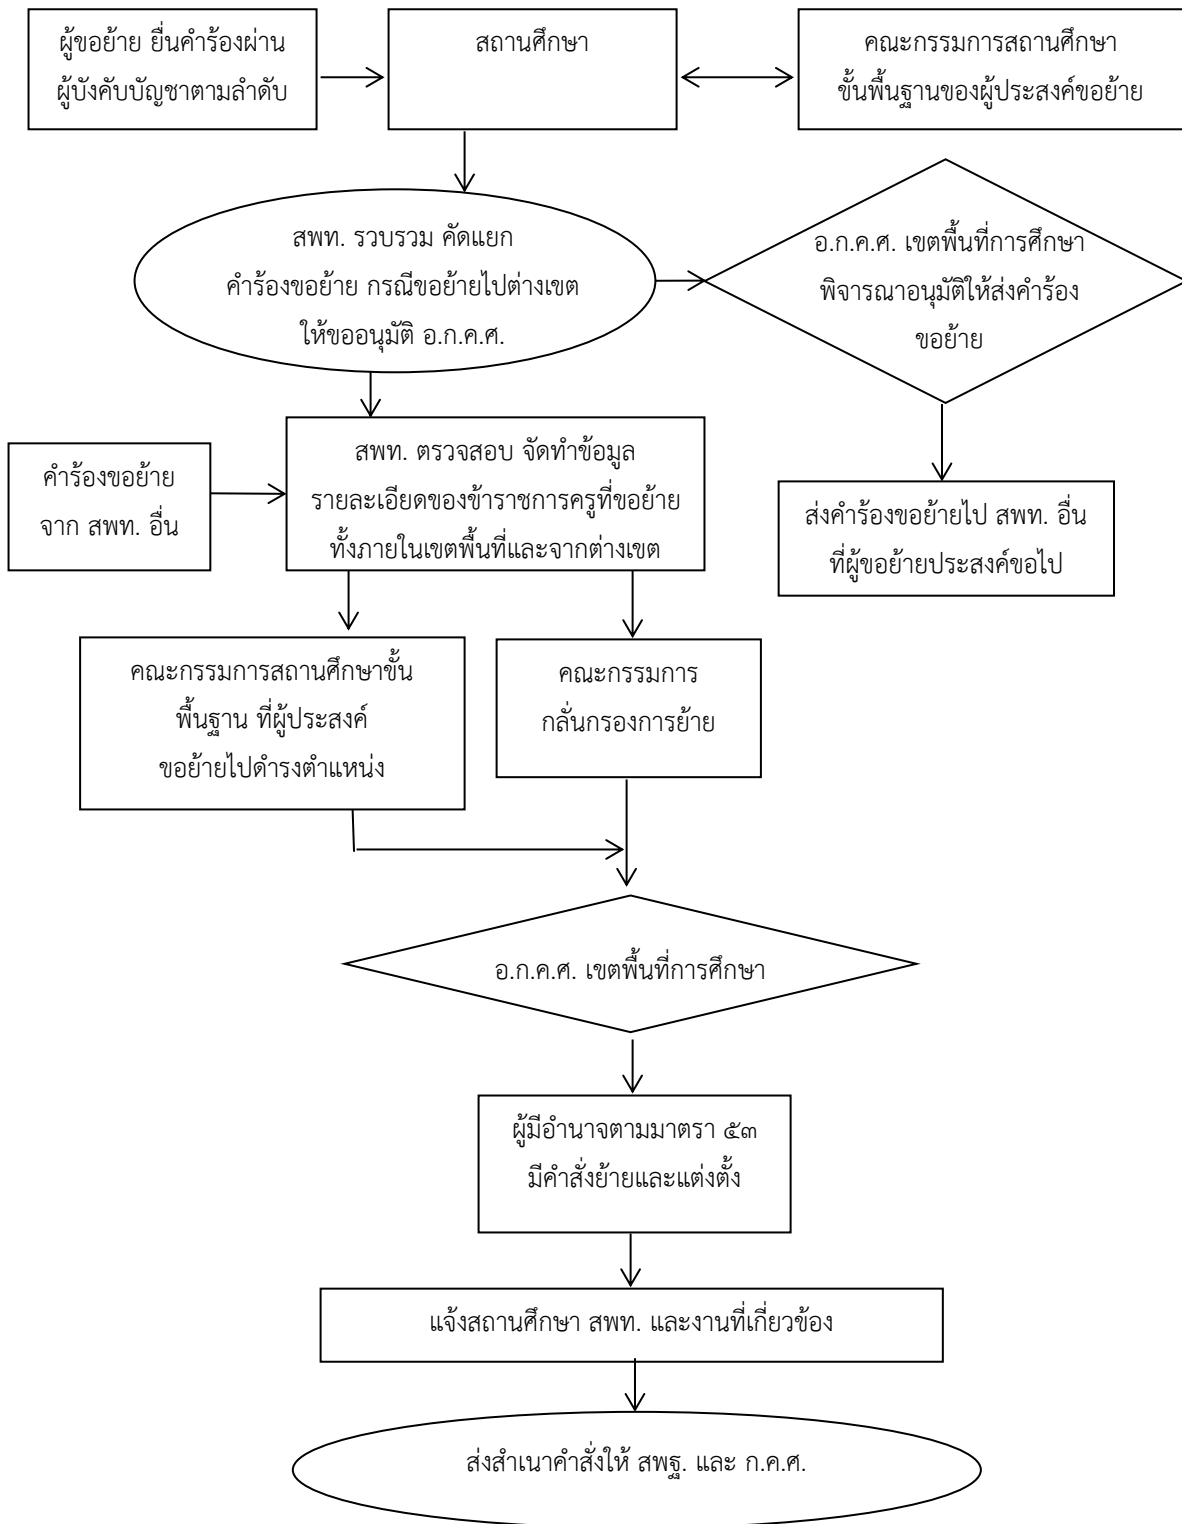 ผู้ขอย้าย ยื่นคำร้องผ่าน
ผู้บังคับบัญชาตามลำดับ
สถานศึกษา
คณะกรรมการสถานศึกษา
ขั้นพื้นฐานของผู้ประสงค์ขอย้าย
สพท. รวบรวม คัดแยก
คำร้องขอย้าย กรณีขอย้ายไปต่างเขต
ให้ขออนุมัติ อ.ก.ค.ศ.
อ.ก.ค.ศ. เขตพื้นที่การศึกษา
พิจารณาอนุมัติให้ส่งคำร้อง
ขอย้าย
คำร้องขอย้าย
จาก สพท. อื่น
สพท. ตรวจสอบ จัดทำข้อมูล
รายละเอียดของข้าราชการครูที่ขอย้าย
ทั้งภายในเขตพื้นที่และจากต่างเขต
ส่งคำร้องขอย้ายไป สพท. อื่น
ที่ผู้ขอย้ายประสงค์ขอไป
คณะกรรมการสถานศึกษาขั้น
พื้นฐาน ที่ผู้ประสงค์
ขอย้ายไปดำรงตำแหน่ง
คณะกรรมการ
กลั่นกรองการย้าย
อ.ก.ค.ศ. เขตพื้นที่การศึกษา
ผู้มีอำนาจตามมาตรา ๕๓
มีคำสั่งย้ายและแต่งตั้ง
แจ้งสถานศึกษา สพท. และงานที่เกี่ยวข้อง
ส่งสำเนาคำสั่งให้ สพฐ. และ ก.ค.ศ.